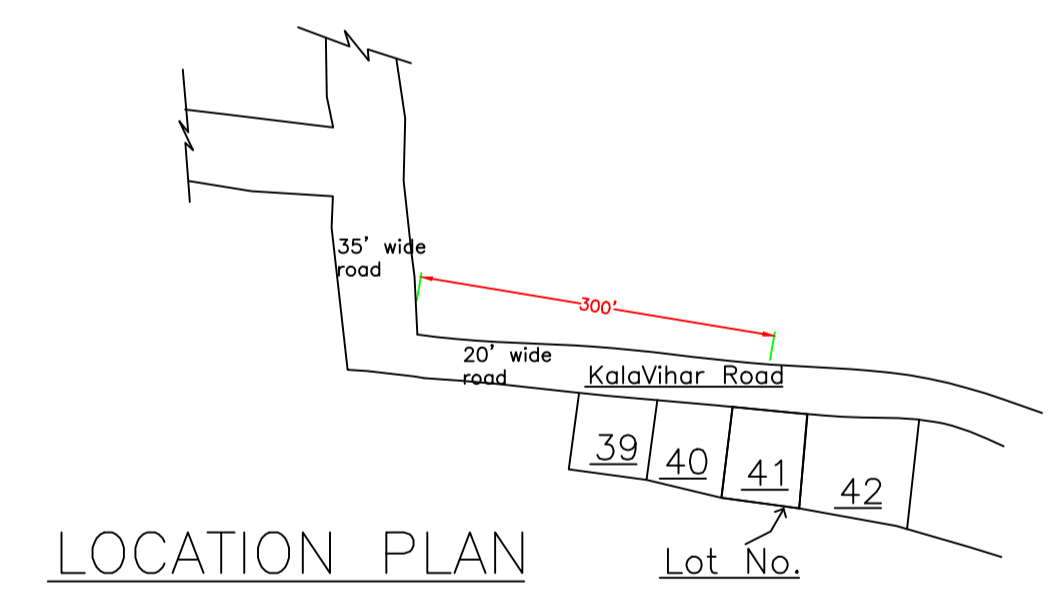 35' wide
road
300'
20' wide
road
KalaVihar Road
39
40
41
42
LOCATION PLAN
Lot No.